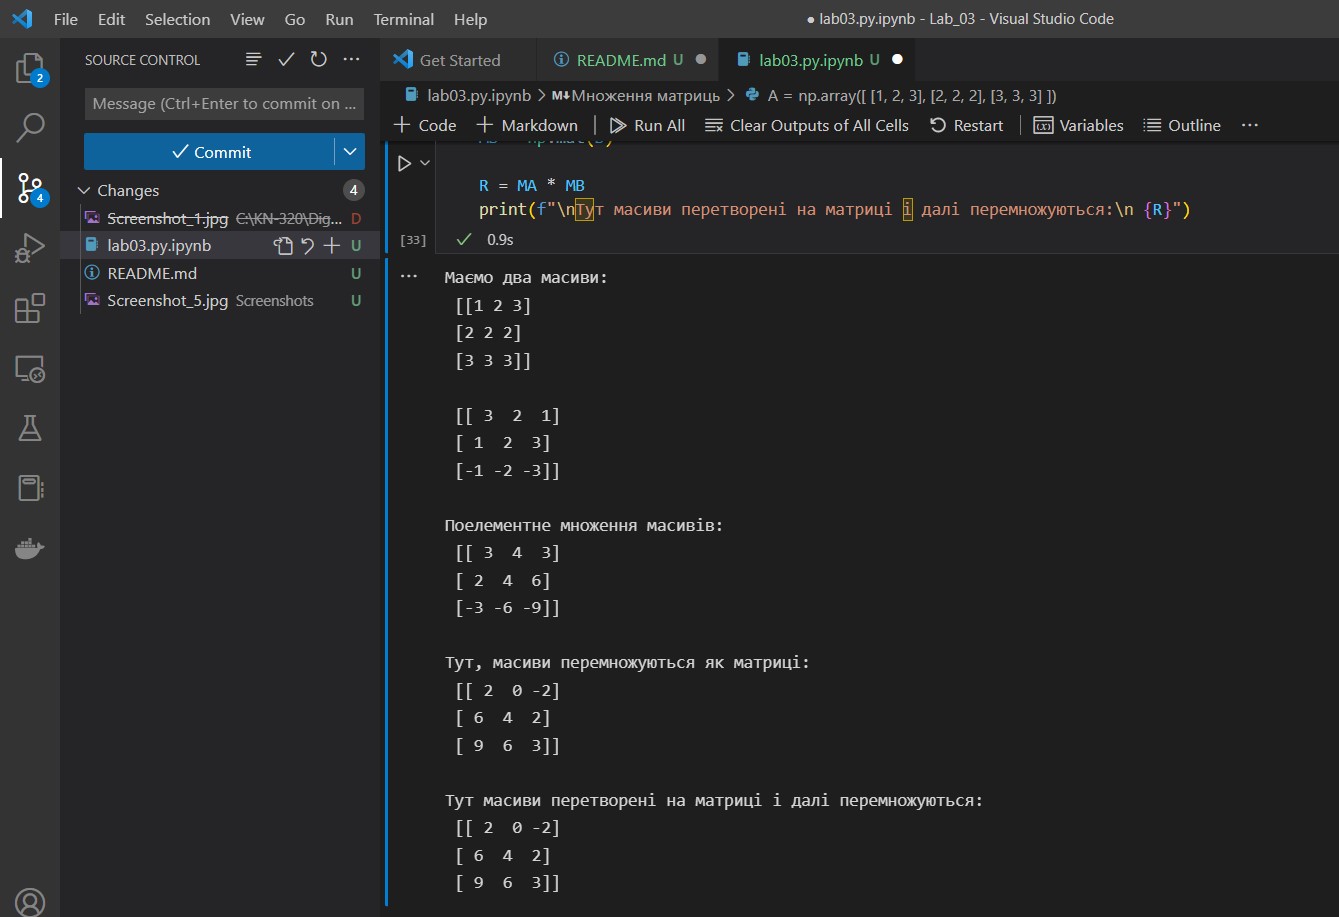 File Edit Selection View Go Run Terminal Help
● lab03.py.ipynb - Lab_03 - Visual Studio Code
SOURCE CONTROL
Get Started
README.md U
lab03.py.ipynb U
Message (Ctrl+Enter to commit on ...
Commit
Changes 4
Screenshot_1.jpg C:\KN-320\Dig... D
lab03.py.ipynb U
README.md U
Screenshot_5.jpg Screenshots U
2
4
lab03.py.ipynb > M↓Множення матриць > A = np.array([ [1, 2, 3], [2, 2, 2], [3, 3, 3] ])
+ Code + Markdown | Run All Clear Outputs of All Cells Restart | Variables Outline ...
R = MA * MB
print(f"\nТут масиви перетворені на матриці і далі перемножуються:\n {R}")
[33] ✓ 0.9s
Маємо два масиви:
[[1 2 3]
[2 2 2]
[3 3 3]]
[[ 3 2 1]
[ 1 2 3]
[-1 -2 -3]]
Поелементне множення масивів:
[[ 3 4 3]
[ 2 4 6]
[-3 -6 -9]]
Тут, масиви перемножуються як матриці:
[[ 2 0 -2]
[ 6 4 2]
[ 9 6 3]]
Тут масиви перетворені на матриці і далі перемножуються:
[[ 2 0 -2]
[ 6 4 2]
[ 9 6 3]]